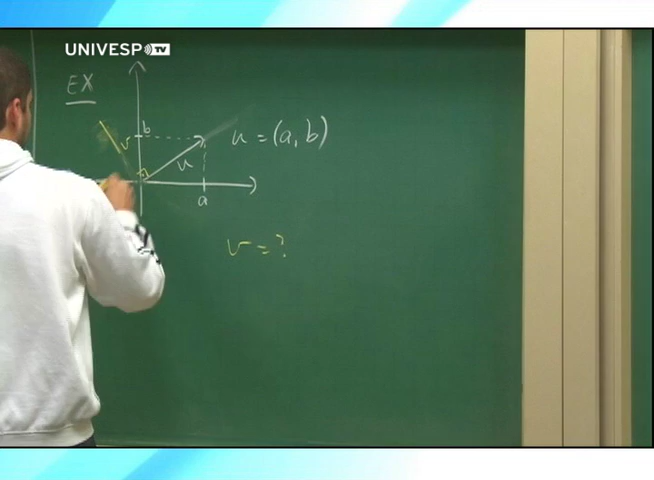 UNIVESP TV
EX
b
v
u = (a, b)
u
a
v = ?